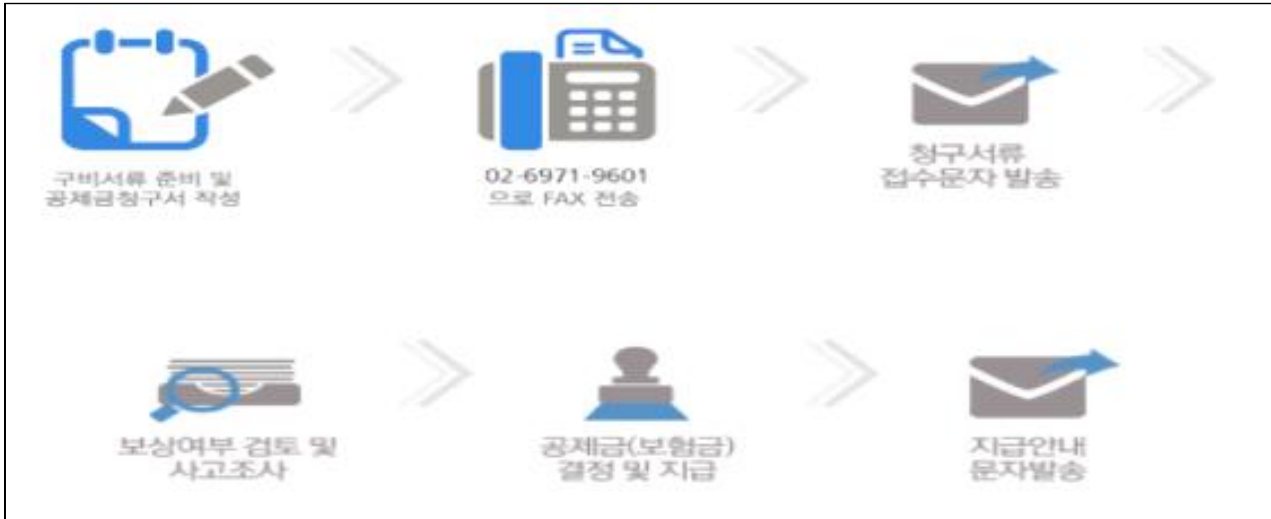 구비서류 준비 및
공제금청구서 작성
02-6971-9601
으로 FAX 전송
청구서류
접수문자 발송
보상여부 검토 및
사고조사
공제금(보험금)
결정 및 지급
지급안내
문자발송